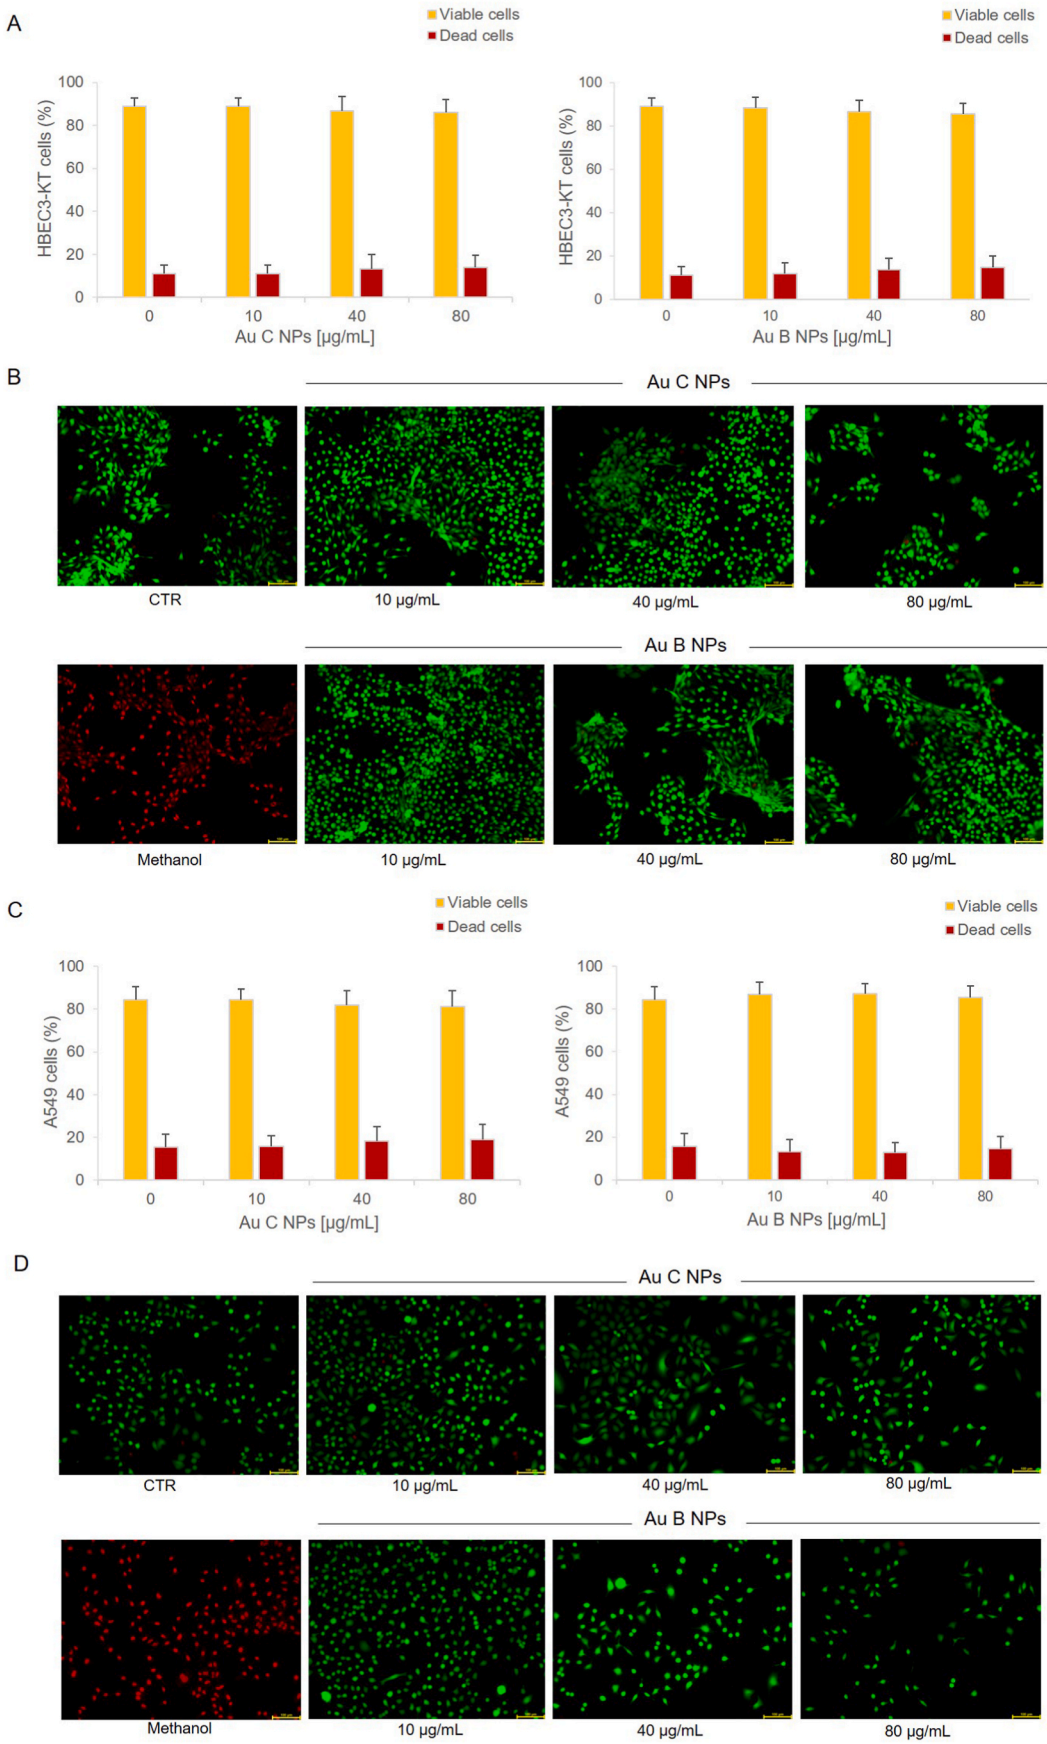 A
Viable cells
Dead cells
Viable cells
Dead cells
HBEC3-KT cells (%)
100
80
60
40
20
0
0 10 40 80
Au C NPs [µg/mL]
HBEC3-KT cells (%)
100
80
60
40
20
0
0 10 40 80
Au B NPs [µg/mL]
B
Au C NPs
CTR
10 µg/mL
40 µg/mL
80 µg/mL
Au B NPs
Methanol
10 µg/mL
40 µg/mL
80 µg/mL
C
Viable cells
Dead cells
Viable cells
Dead cells
A549 cells (%)
100
80
60
40
20
0
0 10 40 80
Au C NPs [µg/mL]
A549 cells (%)
100
80
60
40
20
0
0 10 40 80
Au B NPs [µg/mL]
D
Au C NPs
CTR
10 µg/mL
40 µg/mL
80 µg/mL
Au B NPs
Methanol
10 µg/mL
40 µg/mL
80 µg/mL